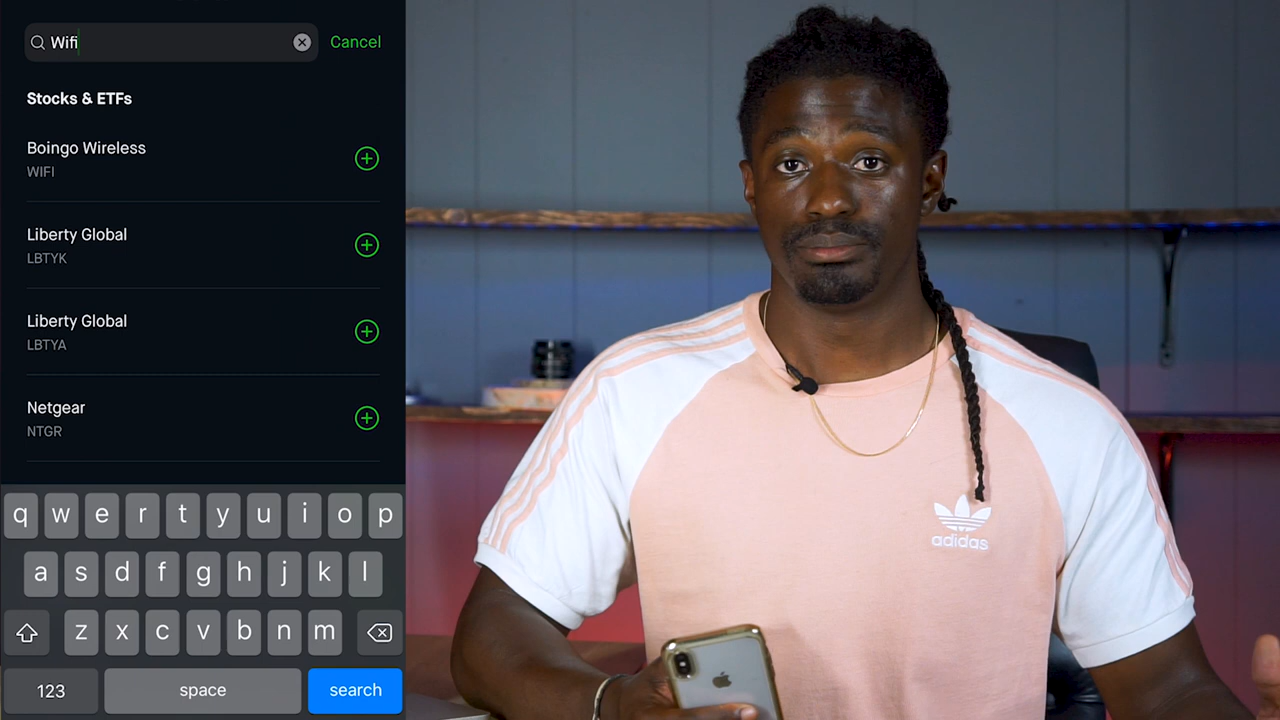 Wifi
Cancel
Stocks & ETFs
Boingo Wireless
WIFI
Liberty Global
LBTYK
Liberty Global
LBTYA
Netgear
NTGR
q w e r t y u i o p
a s d f g h j k l
z x c v b n m
123 space search
adidas